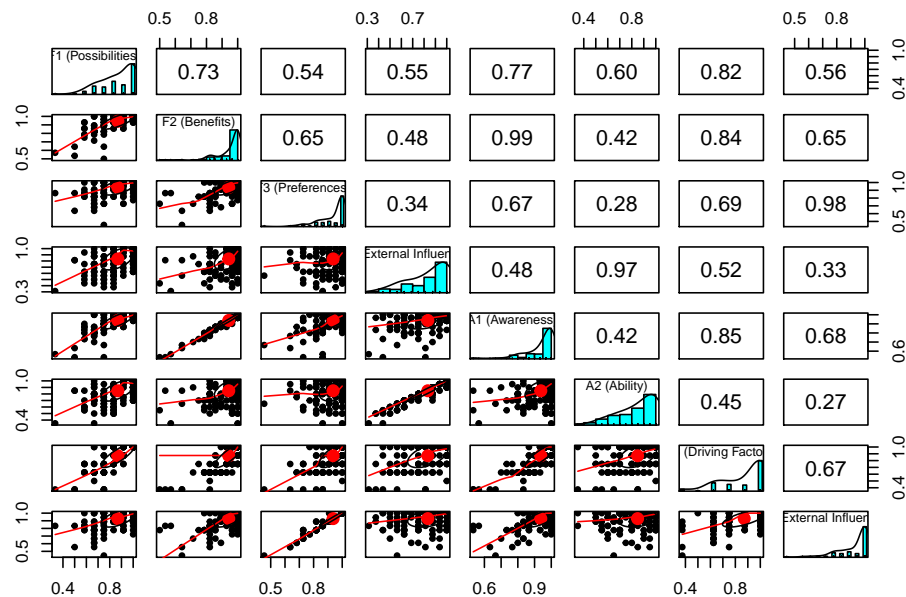 0.5 0.8 0.3 0.7 0.4 0.8 0.5 0.8
F1 (Possibilities 0.73 0.54 0.55 0.77 0.60 0.82 0.56 0.4 1.0
0.5 1.0 F2 (Benefits) 0.65 0.48 0.99 0.42 0.84 0.65
F3 (Preferences 0.34 0.67 0.28 0.69 0.98 0.5 1.0
0.3 1.0 External Influen 0.48 0.97 0.52 0.33
A1 (Awareness 0.42 0.85 0.68 0.6
0.4 1.0 A2 (Ability) 0.45 0.27
(Driving Facto 0.67 0.4 1.0
0.5 1.0 External Influen
0.4 0.8 0.5 0.8 0.6 0.9 0.4 0.8